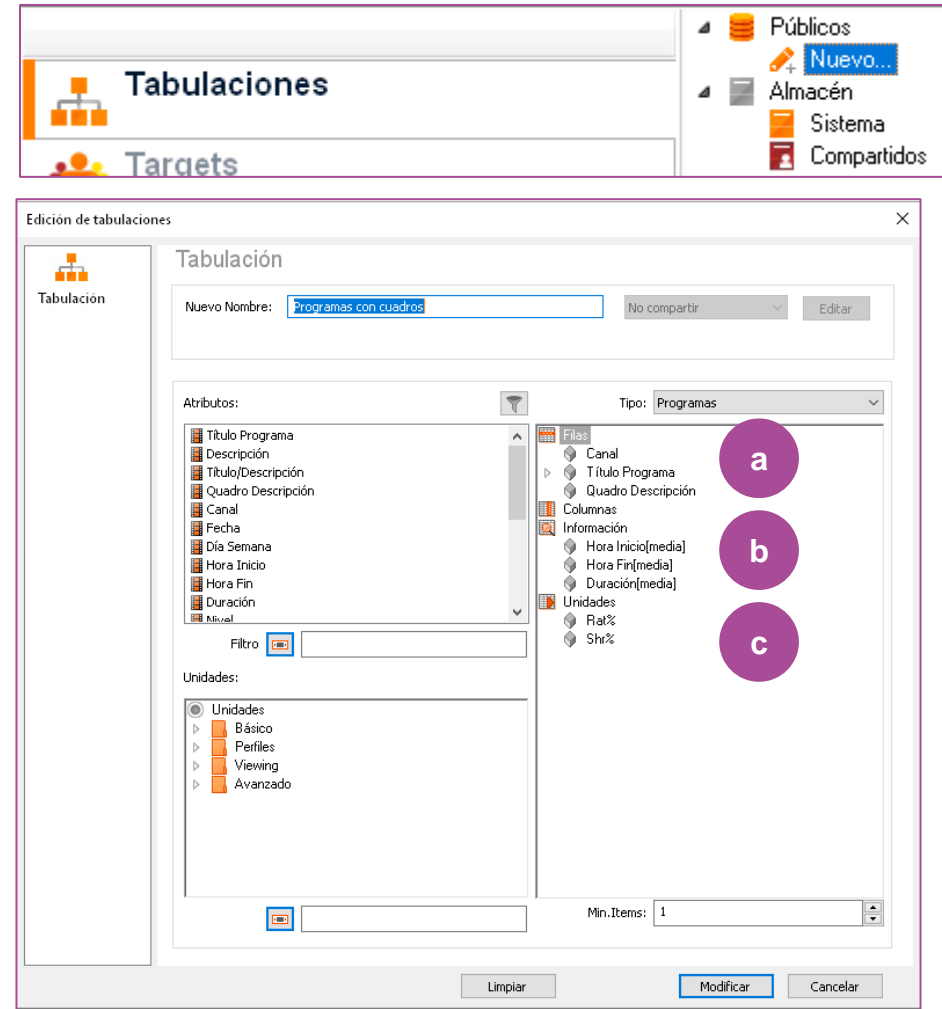 Públicos
Nuevo...
Tabulaciones
Almacén
Sistema
Targets
Compartidos
Edición de tabulaciones
Tabulación
Tabulación
Nuevo Nombre: Programas con cuadros No compartir Editar
Atributos: Tipo: Programas
Título Programa
Descripción
Título/Descripción
Quadro Descripción
Canal
Fecha
Día Semana
Hora Inicio
Hora Fin
Duración
Nivel
Filtro
Unidades:
Unidades
Básico
Perfiles
Viewing
Avanzado
Filas
Canal
Título Programa
Quadro Descripción
a
Columnas
Información
Hora Inicio[media]
Hora Fin[media]
Duración[media]
b
Unidades
Rat%
Shr%
c
Min.Items: 1
Limpiar Modificar Cancelar